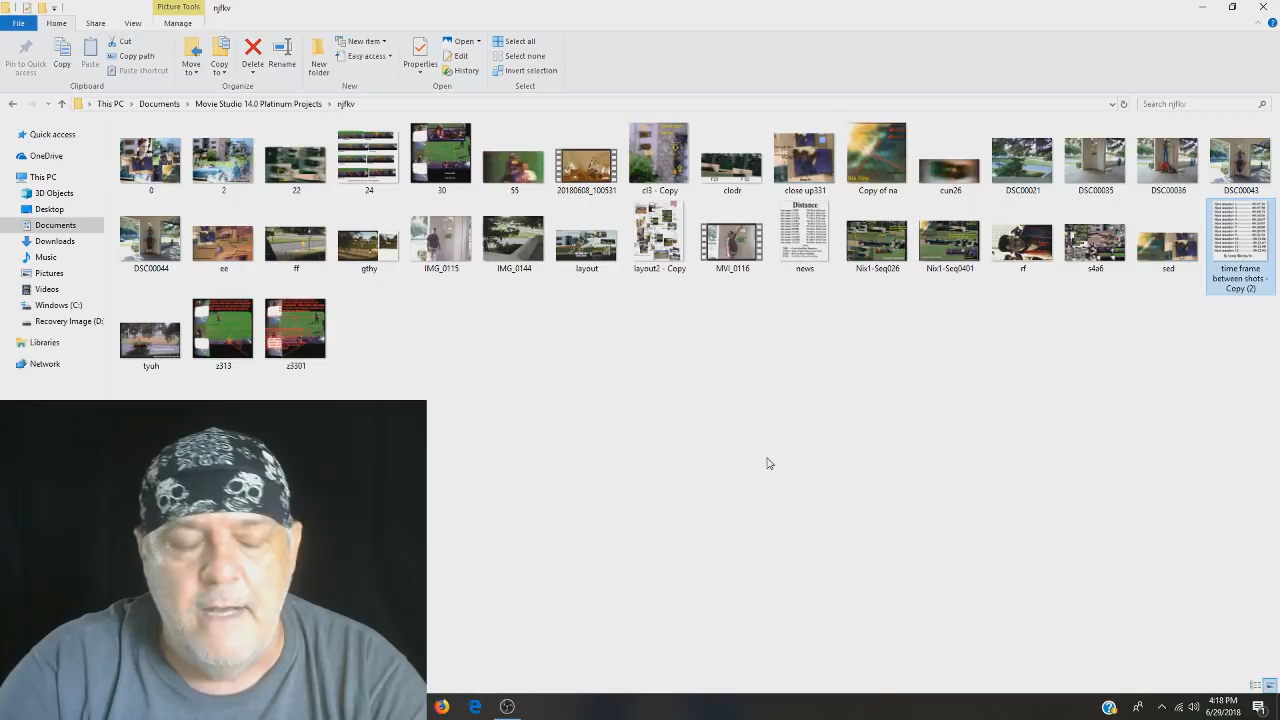 Picture Tools
njfkv
File
Home
Share
View
Manage
Pin to Quick access
Copy
Paste
Cut
Copy path
Paste shortcut
Clipboard
Move to
Copy to
Delete
Rename
Organize
New folder
New item
Easy access
New
Properties
Open
Edit
History
Open
Select all
Select none
Invert selection
Select
This PC > Documents > Movie Studio 14.0 Platinum Projects > njfkv
Search njfkv
Quick access
OneDrive
This PC
3D Objects
Desktop
Document
Download
Music
Pictures
Videos
Windows (C:)
Recovery Image (D:
Libraries
Network
0
2
22
24
30
55
20180608_100531
cl3 - Copy
clodr
close up331
Copy of na
cun26
DSC00021
DSC00035
DSC00036
DSC00043
DSC00044
ee
ff
gthy
IMG_0115
IMG_0144
layout
layout2 - Copy
MVI_0116
Distance
news
Nix1-Seq026
Nix1-Seq0401
rf
s4a6
sed
time frame
between shots -
Copy (2)
tyuh
z313
z3301
4:18 PM
6/29/2018